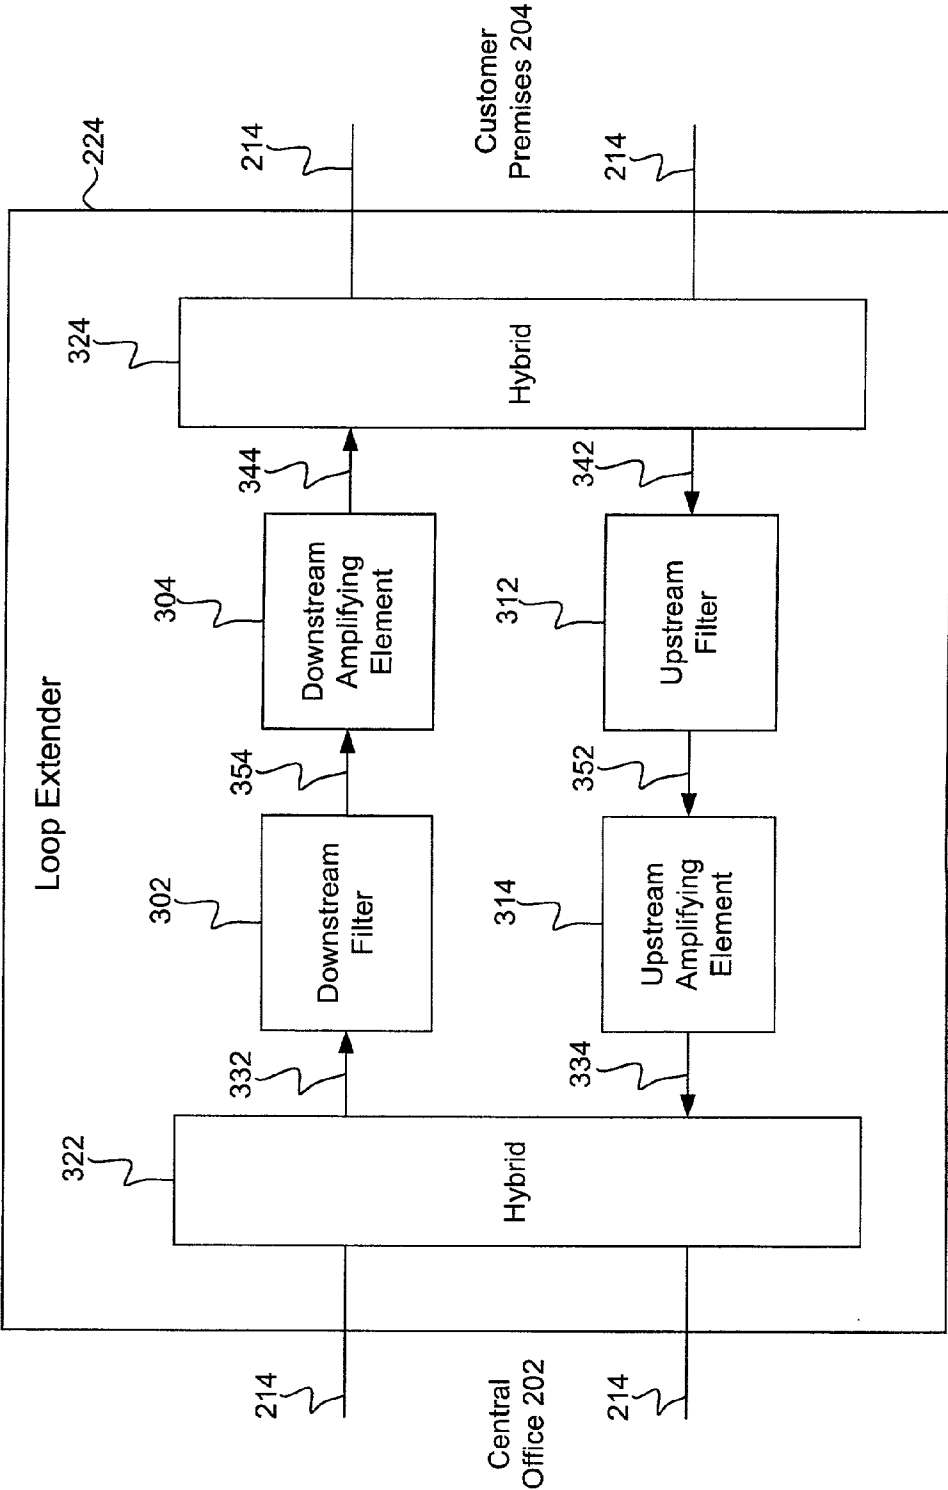 Loop Extender
224
322
324
302
304
332
354
344
214
214
Hybrid
Downstream
Filter
Downstream
Amplifying
Element
Hybrid
Central
Office 202
Customer
Premises 204
314
312
334
352
342
214
214
Upstream
Amplifying
Element
Upstream
Filter